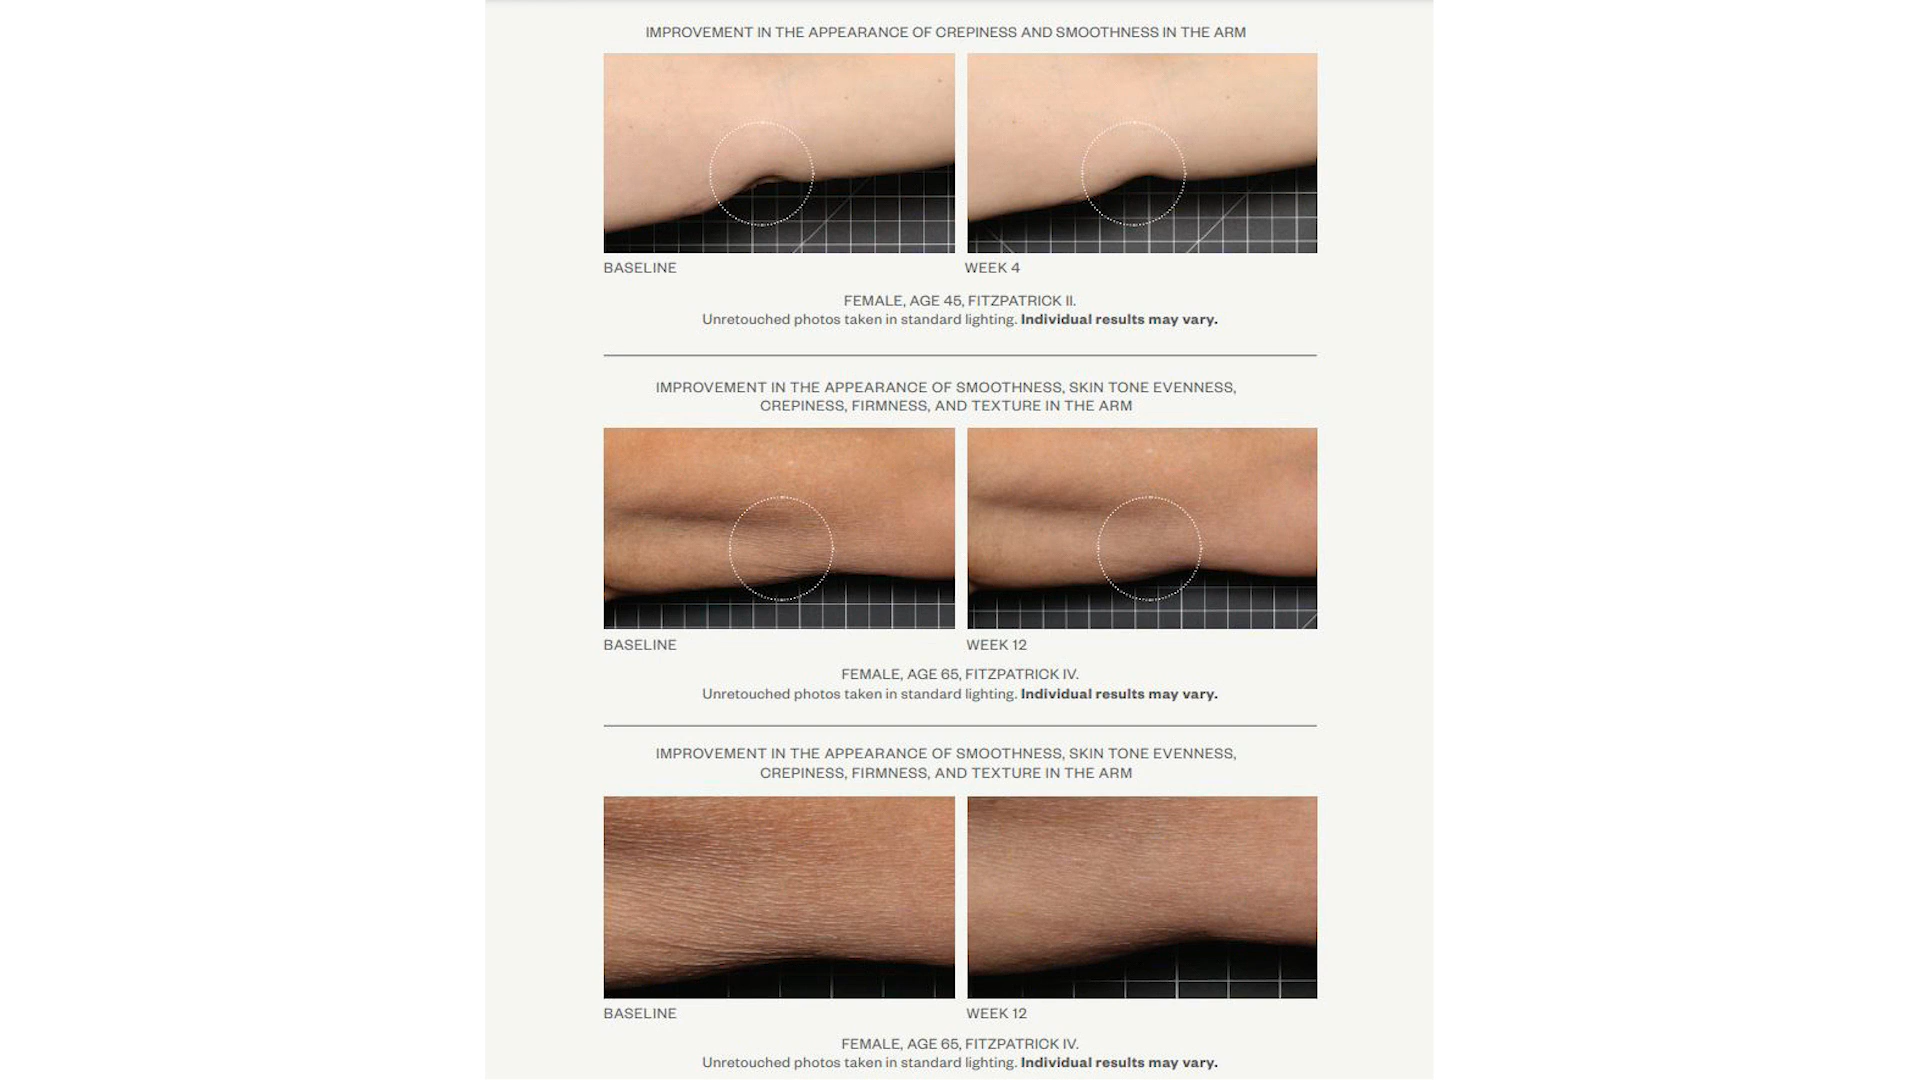 IMPROVEMENT IN THE APPEARANCE OF CREPINESS AND SMOOTHNESS IN THE ARM
BASELINE
WEEK 4
FEMALE, AGE 45, FITZPATRICK II.
Unretouched photos taken in standard lighting. Individual results may vary.
IMPROVEMENT IN THE APPEARANCE OF SMOOTHNESS, SKIN TONE EVENNESS,
CREPINESS, FIRMNESS, AND TEXTURE IN THE ARM
BASELINE
WEEK 12
FEMALE, AGE 65, FITZPATRICK IV.
Unretouched photos taken in standard lighting. Individual results may vary.
IMPROVEMENT IN THE APPEARANCE OF SMOOTHNESS, SKIN TONE EVENNESS,
CREPINESS, FIRMNESS, AND TEXTURE IN THE ARM
BASELINE
WEEK 12
FEMALE, AGE 65, FITZPATRICK IV.
Unretouched photos taken in standard lighting. Individual results may vary.